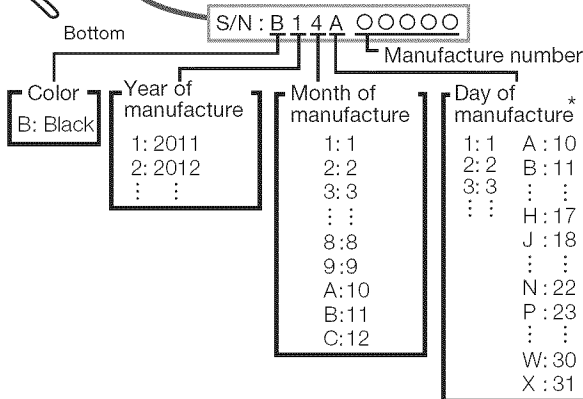 S/N : B 1 4 A OOOOO
Bottom
Manufacture number
Color
B: Black
Year of
manufacture
1: 2011
2: 2012
⋮ ⋮
Month of
manufacture
1:1
2:2
3:3
⋮ ⋮
8:8
9:9
A:10
B:11
C:12
Day of
manufacture*
1: 1 A : 10
2: 2 B : 11
3: 3 ⋮ ⋮
⋮ ⋮ H : 17
J : 18
⋮ ⋮
N : 22
P : 23
⋮ ⋮
W: 30
X : 31